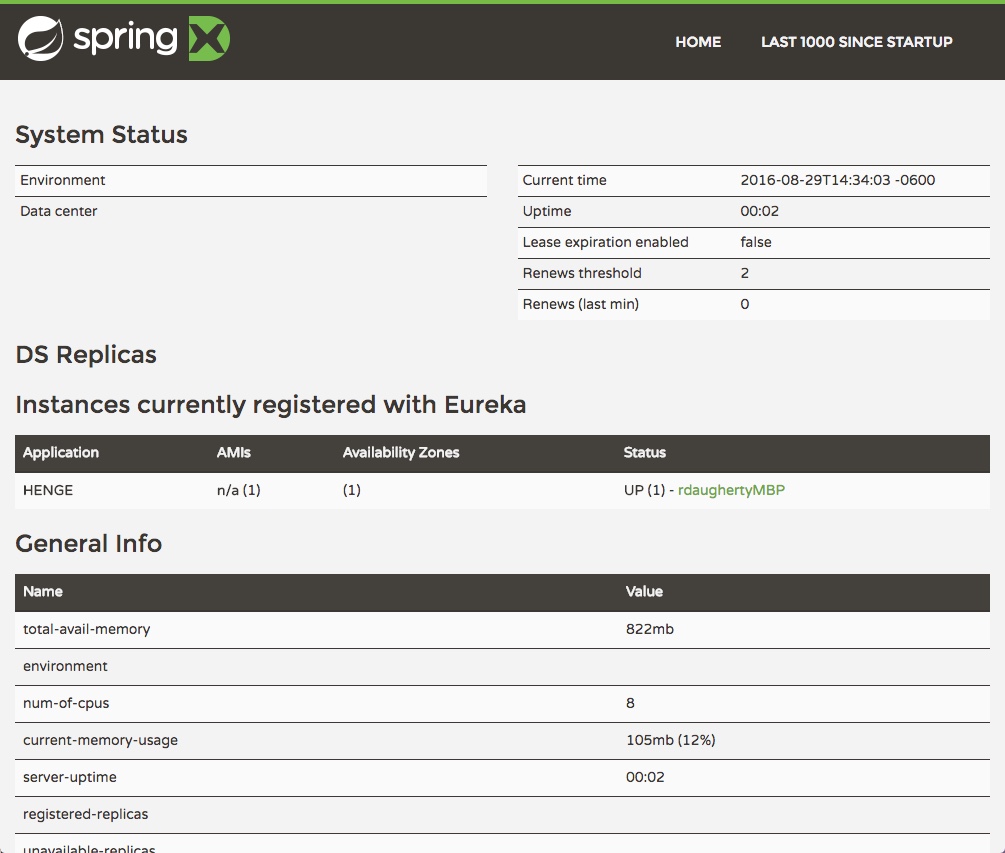 spring
HOME LAST 1000 SINCE STARTUP
System Status
Environment
Data center
Current time 2016-08-29T14:34:03 -0600
Uptime 00:02
Lease expiration enabled false
Renews threshold 2
Renews (last min) 0
DS Replicas
Instances currently registered with Eureka
Application AMIs Availability Zones Status
HENGE n/a (1) (1) UP (1) - rdaughertyMBP
General Info
Name Value
total-avail-memory 822mb
environment
num-of-cpus 8
current-memory-usage 105mb (12%)
server-uptime 00:02
registered-replicas
unavailable-replicas